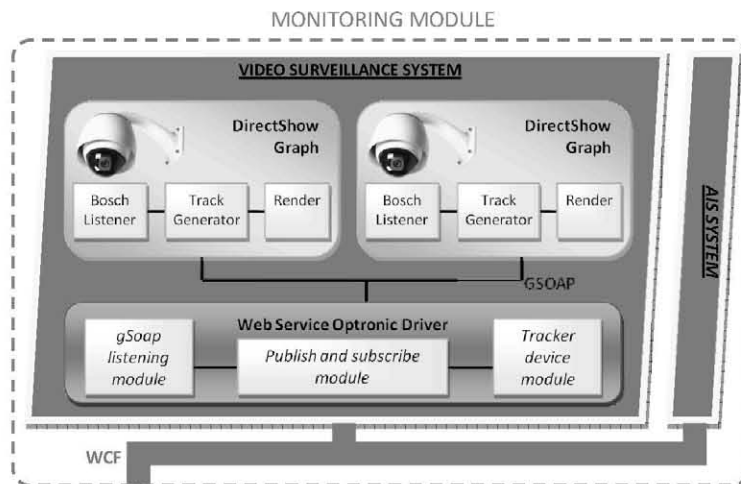 MONITORING MODULE
VIDEO SURVEILLANCE SYSTEM
DirectShow
Graph
Bosch
Listener
Track
Generator
Render
DirectShow
Graph
Bosch
Listener
Track
Generator
Render
GSOAP
Web Service Optronic Driver
gSoap
listening
module
Publish and subscribe
module
Tracker
device
module
AIS SYSTEM
WCF